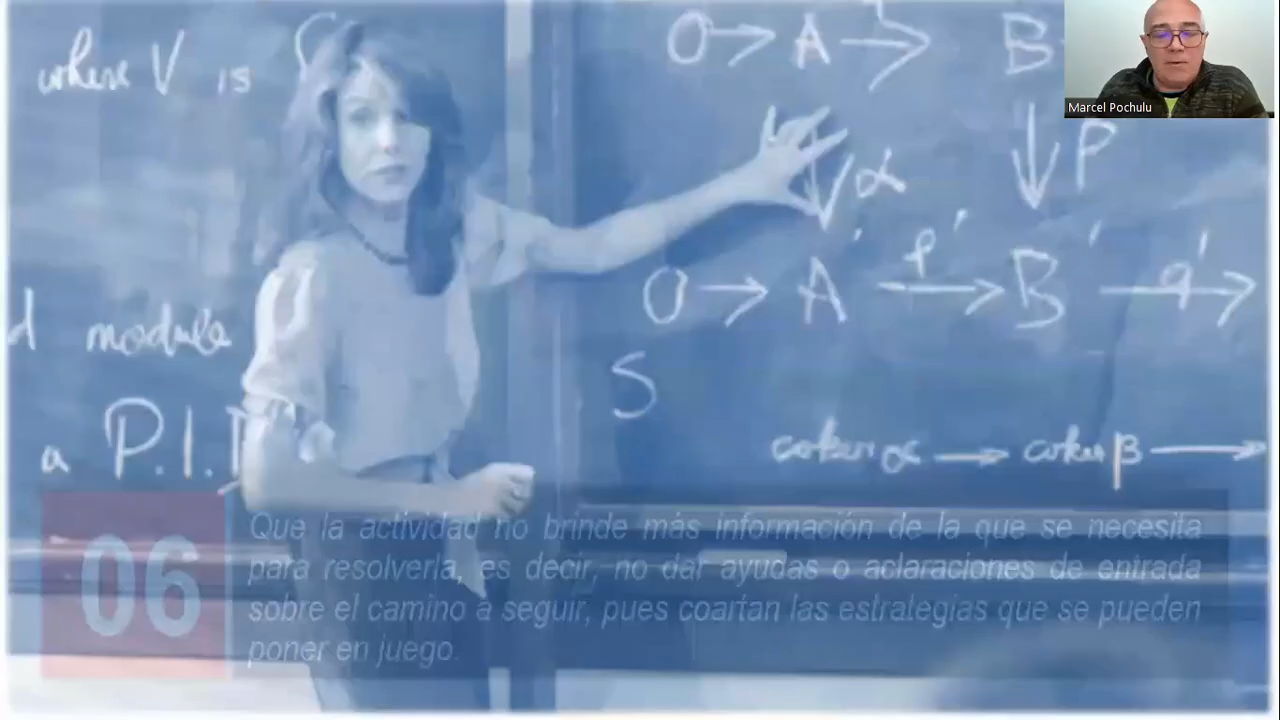 where V is
O → A → B
Marcel Pochulu
↓ α ↓ P
O → A' → B' →
p' q'
d module
S
a P.I.D
coker α → coker β →
06
Que la actividad no brinde más información de la que se necesita
para resolverla, es decir, no dar ayudas o aclaraciones de entrada
sobre el camino a seguir, pues coartan las estrategias que se pueden
poner en juego.